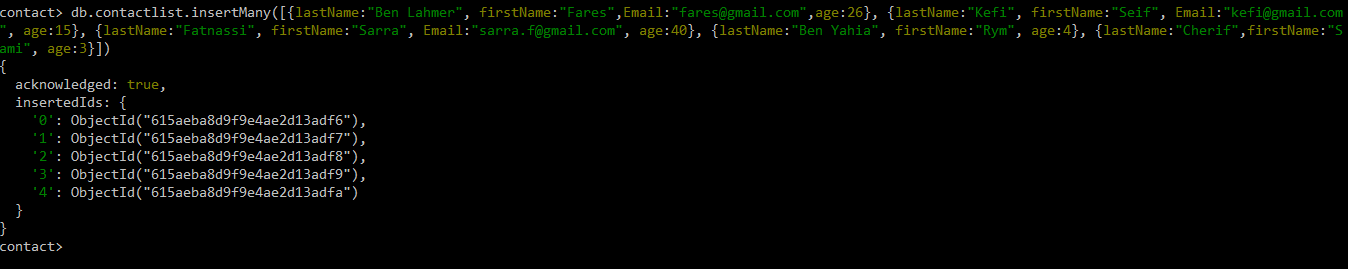 contact> db.contactlist.insertMany([{lastName:"Ben Lahmer", firstName:"Fares",Email:"fares@gmail.com",age:26}, {lastName:"Kefi", firstName:"Seif", Email:"kefi@gmail.com
", age:15}, {lastName:"Fatnassi", firstName:"Sarra", Email:"sarra.f@gmail.com", age:40}, {lastName:"Ben Yahia", firstName:"Rym", age:4}, {lastName:"Cherif",firstName:"S
ami", age:3}])
{
  acknowledged: true,
  insertedIds: {
    '0': ObjectId("615aeba8d9f9e4ae2d13adf6"),
    '1': ObjectId("615aeba8d9f9e4ae2d13adf7"),
    '2': ObjectId("615aeba8d9f9e4ae2d13adf8"),
    '3': ObjectId("615aeba8d9f9e4ae2d13adf9"),
    '4': ObjectId("615aeba8d9f9e4ae2d13adfa")
  }
}
contact>